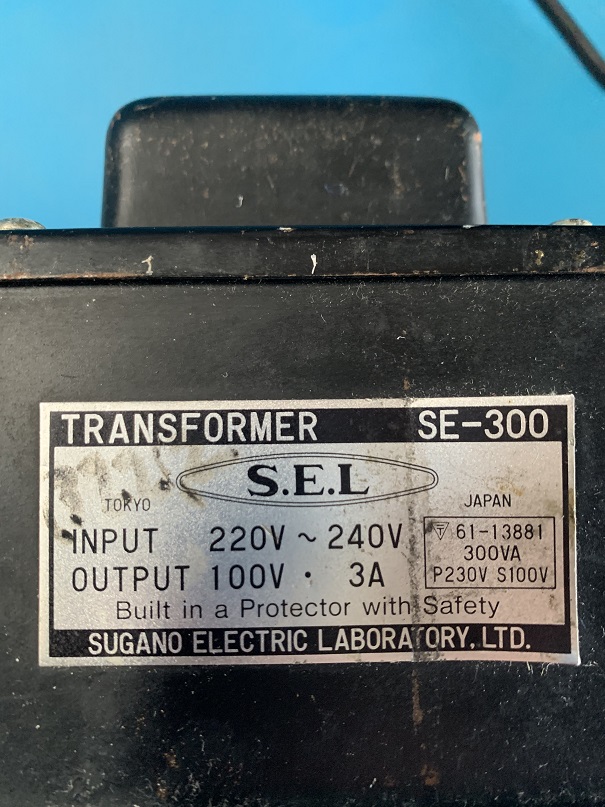 TRANSFORMER SE-300
S.E.L
TOKYO JAPAN
INPUT 220V ~ 240V
OUTPUT 100V · 3A
61-13881
300VA
P230V S100V
Built in a Protector with Safety
SUGANO ELECTRIC LABORATORY, LTD.